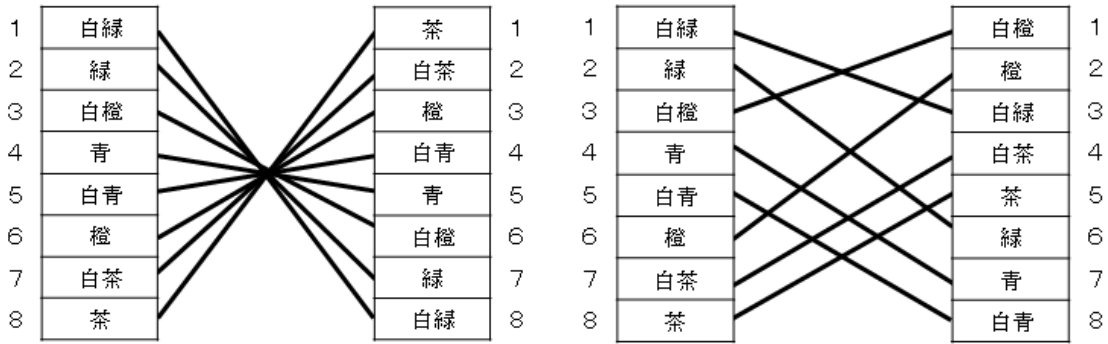 1 白緑 茶 1 1 白緑 白橙 1
2 緑 白茶 2 2 緑 橙 2
3 白橙 橙 3 3 白橙 白緑 3
4 青 白青 4 4 青 白茶 4
5 白青 青 5 5 白青 茶 5
6 橙 白橙 6 6 橙 緑 6
7 白茶 緑 7 7 白茶 青 7
8 茶 白緑 8 8 茶 白青 8